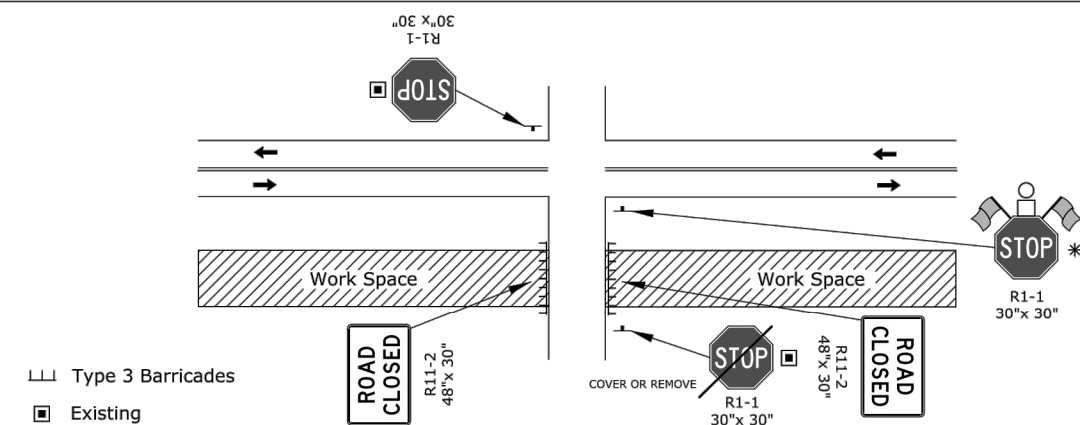 R1-1
30"x 30"
STOP
STOP
✳
R1-1
30"x 30"
Work Space
Work Space
ROAD
CLOSED
R11-2
48"x 30"
COVER OR REMOVE
STOP
R1-1
30"x 30"
R11-2
48"x 30"
ROAD
CLOSED
Type 3 Barricades
Existing